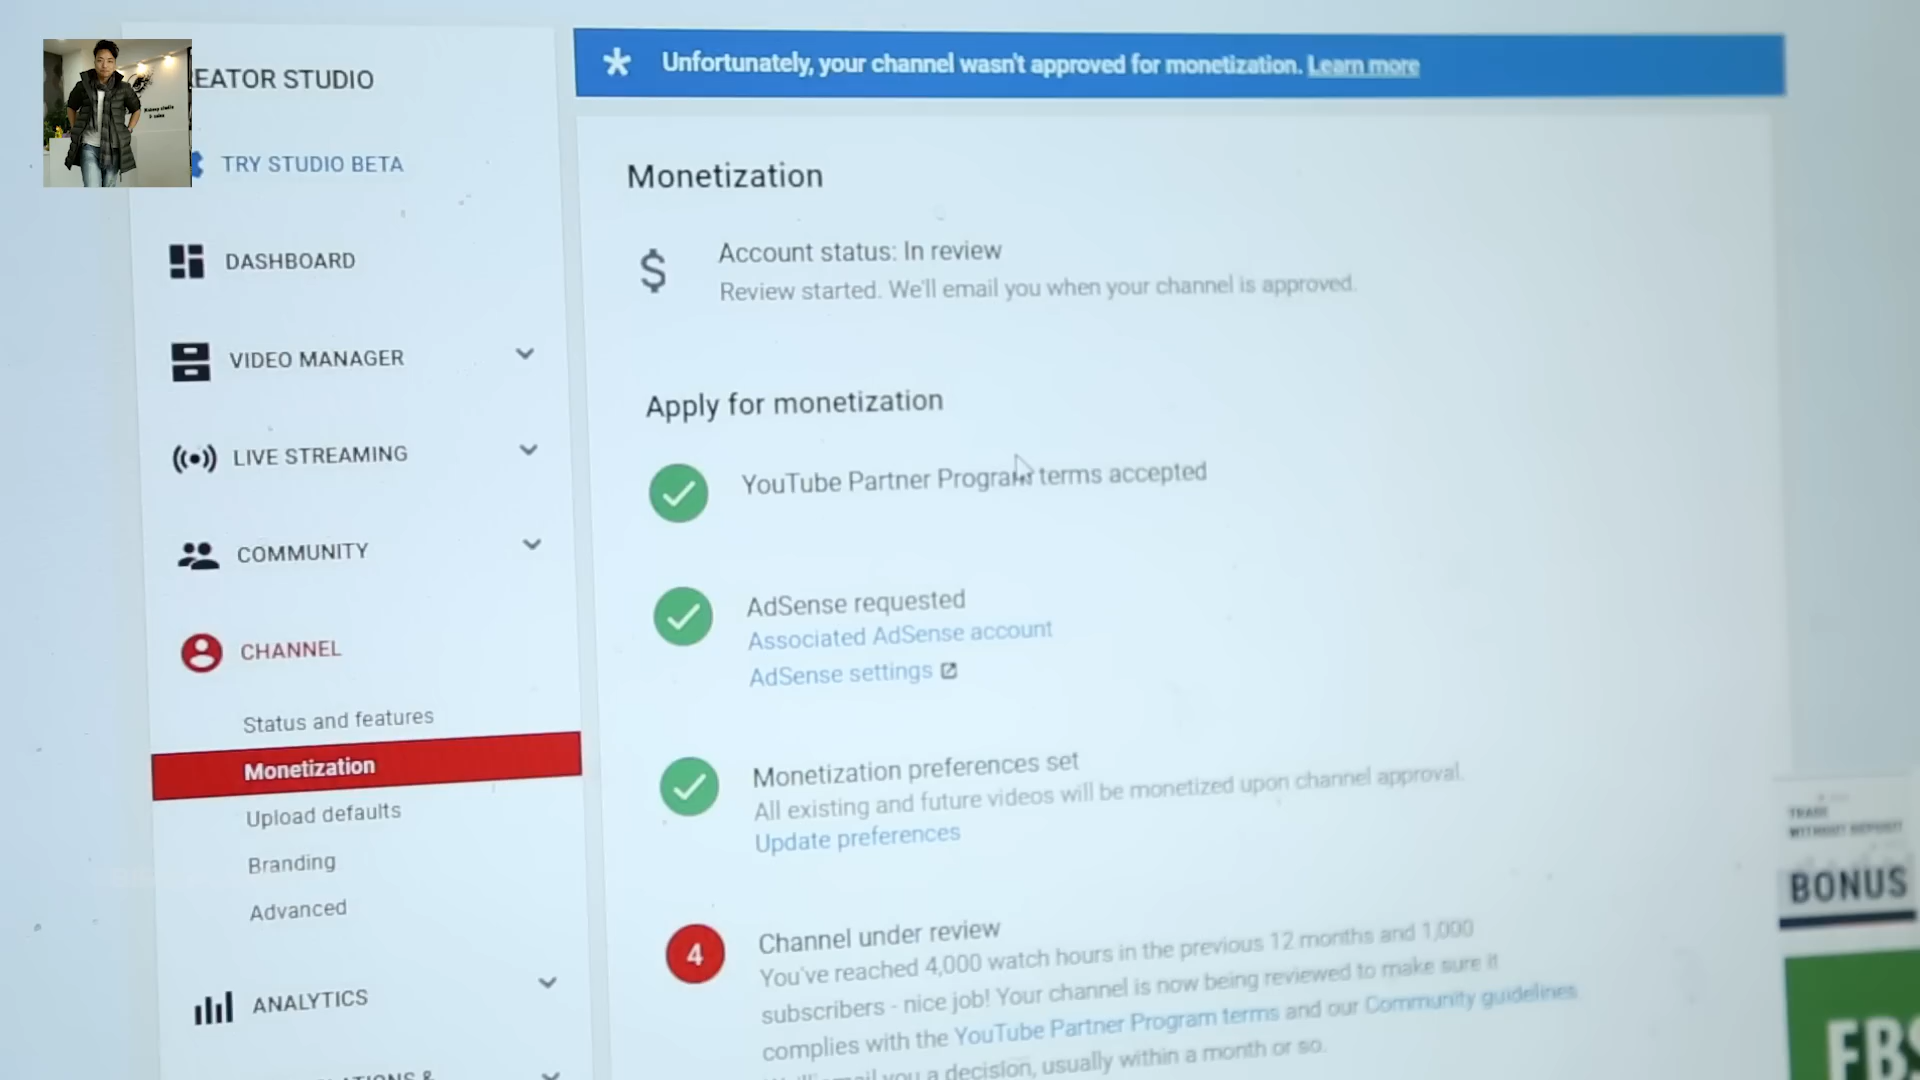 EATOR STUDIO
TRY STUDIO BETA
DASHBOARD
VIDEO MANAGER
LIVE STREAMING
COMMUNITY
CHANNEL
Status and features
Monetization
Upload defaults
Branding
Advanced
ANALYTICS
Unfortunately, your channel wasn't approved for monetization. Learn more
Monetization
$
Account status: In review
Review started. We'll email you when your channel is approved.
Apply for monetization
YouTube Partner Program terms accepted
AdSense requested
Associated AdSense account
AdSense settings
Monetization preferences set
All existing and future videos will be monetized upon channel approval.
Update preferences
4
Channel under review
You've reached 4,000 watch hours in the previous 12 months and 1,000
subscribers - nice job! Your channel is now being reviewed to make sure it
complies with the YouTube Partner Program terms and our Community guidelines
you a decision, usually within a month or so.
TRADE
WITHOUT DEPOSIT
BONUS
FBS